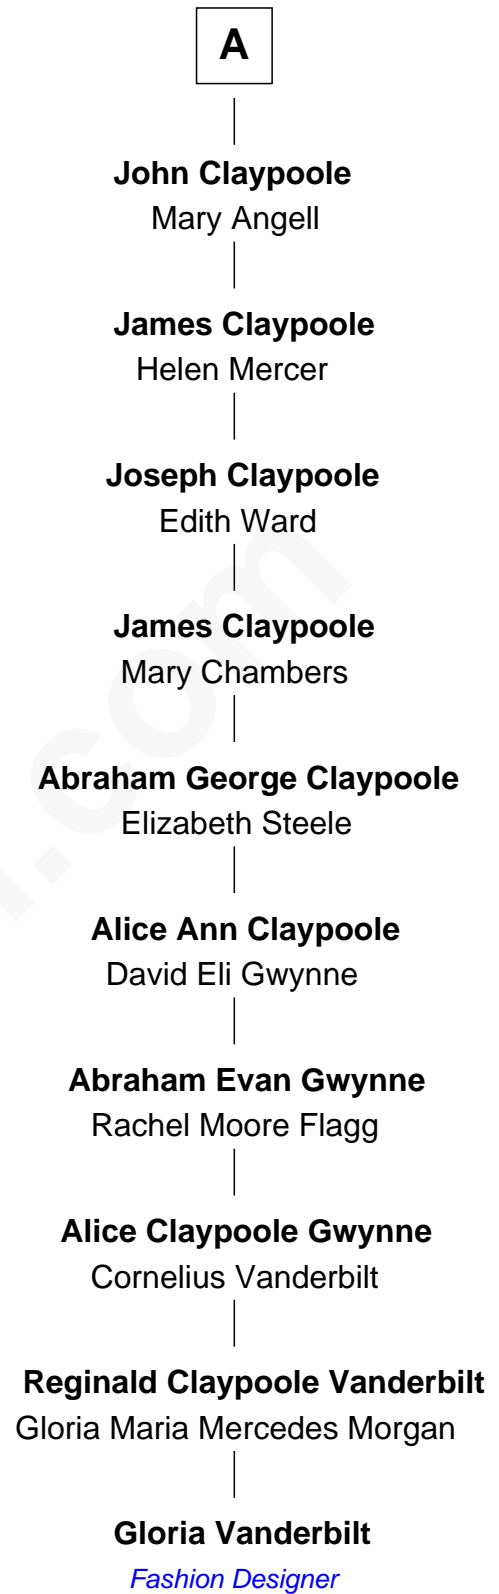 A
John Claypoole
Mary Angell
James Claypoole
Helen Mercer
Joseph Claypoole
Edith Ward
James Claypoole
Mary Chambers
Abraham George Claypoole
Elizabeth Steele
Alice Ann Claypoole
David Eli Gwynne
Abraham Evan Gwynne
Rachel Moore Flagg
Alice Claypoole Gwynne
Cornelius Vanderbilt
Reginald Claypoole Vanderbilt
Gloria Maria Mercedes Morgan
Gloria Vanderbilt
Fashion Designer